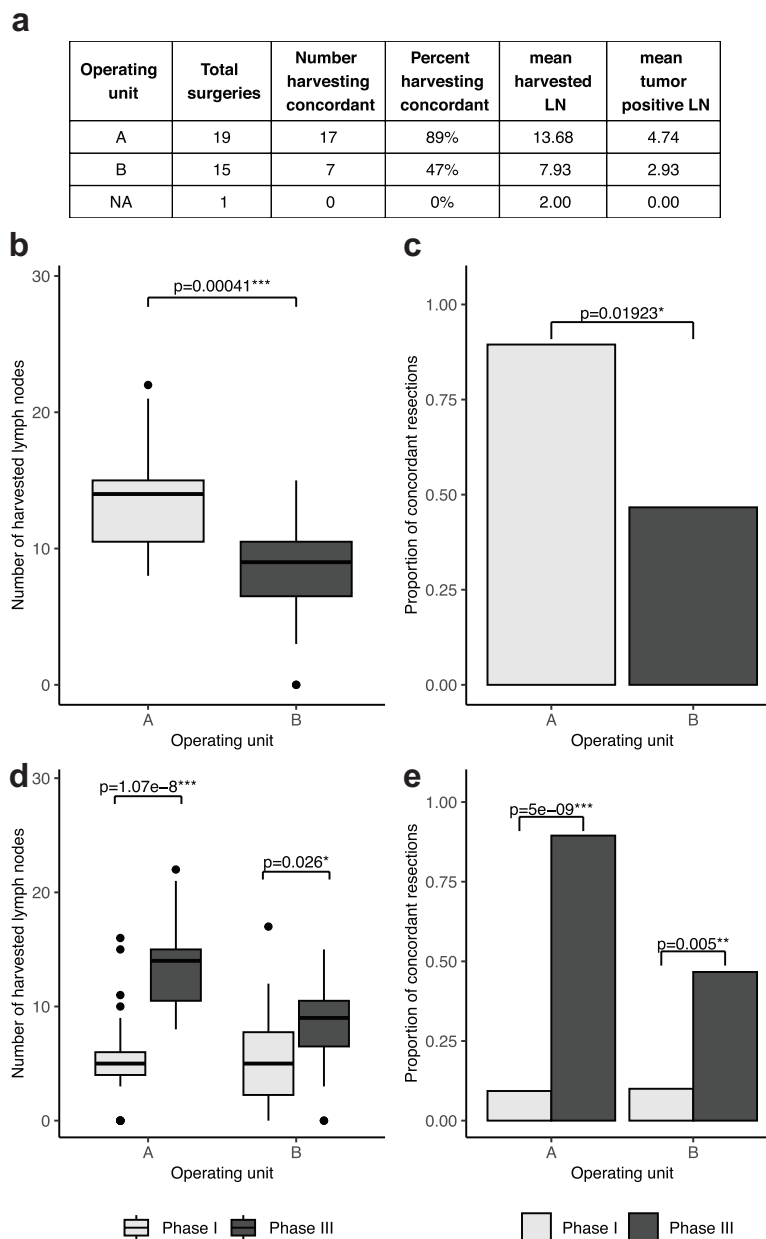 a
Operating unit | Total surgeries | Number harvesting concordant | Percent harvesting concordant | mean harvested LN | mean tumor positive LN
A | 19 | 17 | 89% | 13.68 | 4.74
B | 15 | 7 | 47% | 7.93 | 2.93
NA | 1 | 0 | 0% | 2.00 | 0.00
b
Number of harvested lymph nodes
30
20
10
0
p=0.00041***
A B
Operating unit
c
Proportion of concordant resections
1.00
0.75
0.50
0.25
0.00
p=0.01923*
A B
Operating unit
d
Number of harvested lymph nodes
30
20
10
0
p=1.07e−8***
p=0.026*
A B
Operating unit
Phase I Phase III
e
Proportion of concordant resections
1.00
0.75
0.50
0.25
0.00
p=5e−09***
p=0.005**
A B
Operating unit
Phase I Phase III